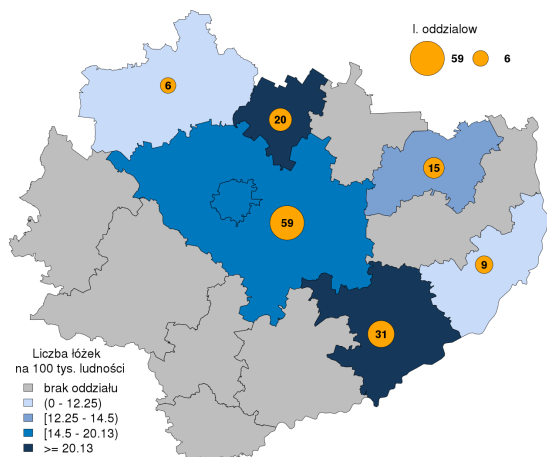 l. oddzialow
59 6
6
20
15
59
9
31
Liczba łóżek
na 100 tys. ludności
brak oddziału
(0 - 12.25)
[12.25 - 14.5)
[14.5 - 20.13)
>= 20.13